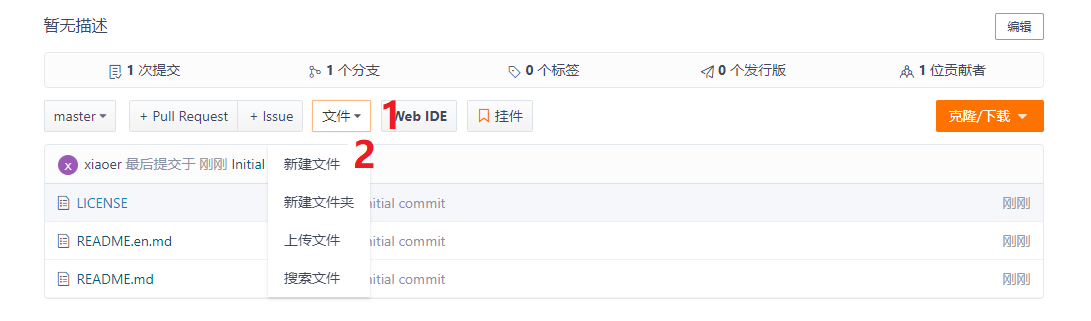 暂无描述 编辑
1 次提交 1 个分支 0 个标签 0 个发行版 1 位贡献者
master + Pull Request + Issue 文件 1 Web IDE 挂件 克隆/下载
2
x xiaoer 最后提交于 刚刚 Initial 新建文件
LICENSE 新建文件夹 nitial commit 刚刚
README.en.md 上传文件 nitial commit 刚刚
README.md 搜索文件 nitial commit 刚刚